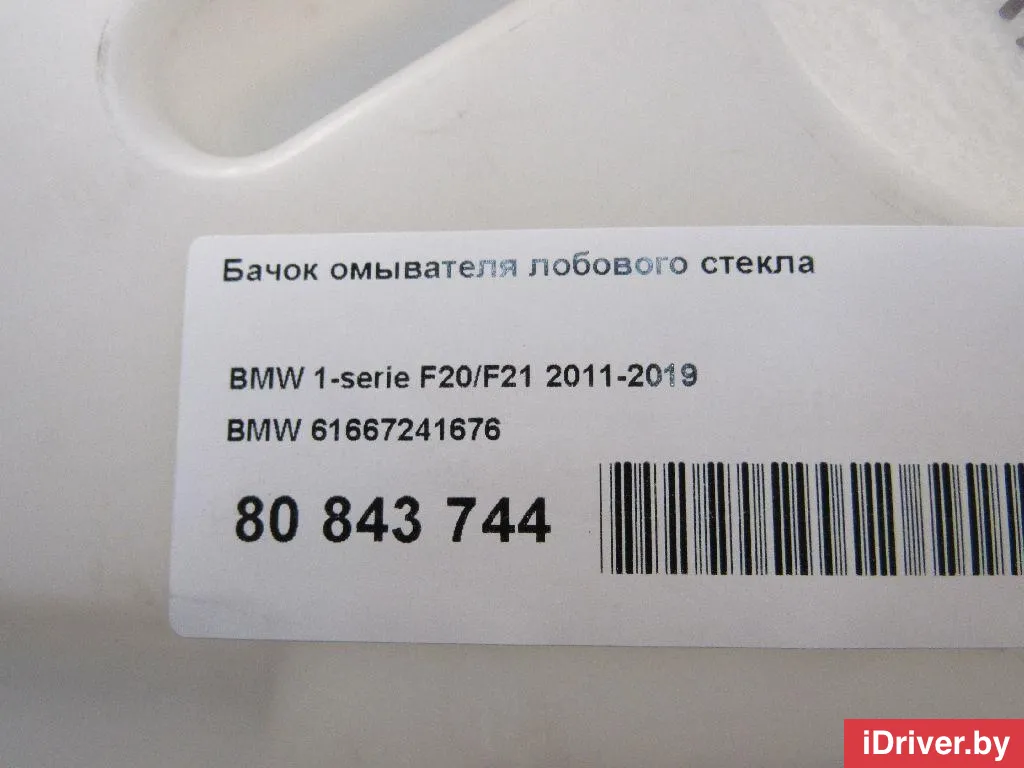 Бачок омывателя лобового стекла
BMW 1-serie F20/F21 2011-2019
BMW 61667241676
80 843 744
iDriver.by